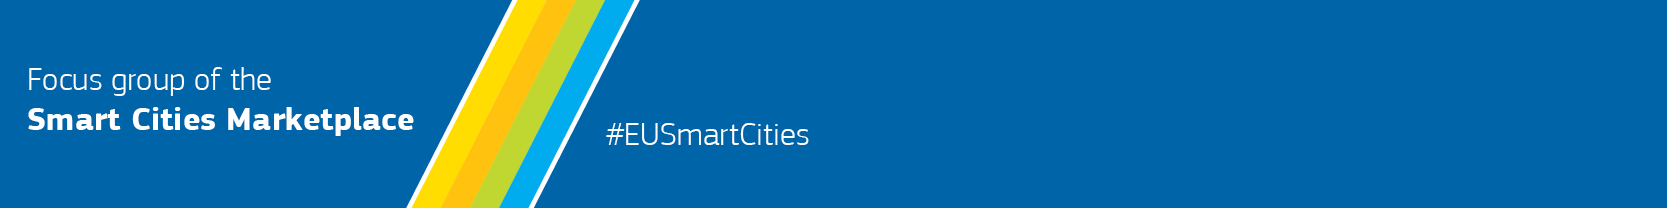 Focus group of the
Smart Cities Marketplace
#EUSmartCities